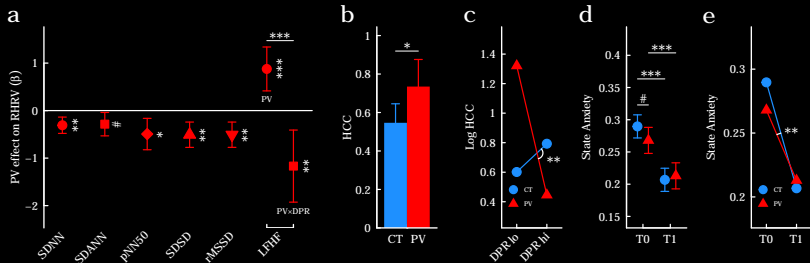 a
PV effect on RHRV (β)
1
0
−1
−2
***
***
PV
**
#
*
**
**
**
PV×DPR
SDNN
SDANN
pNN50
SDSD
rMSSD
LFHF
b
HCC
1
0.8
0.6
0.4
0.2
0
*
CT
PV
c
Log HCC
1.4
1.2
1
0.8
0.6
0.4
**
CT
PV
DPR lo
DPR hi
d
State Anxiety
0.4
0.35
0.3
0.25
0.2
0.15
***
***
#
CT
PV
T0
T1
e
State Anxiety
0.3
0.25
0.2
**
CT
PV
T0
T1